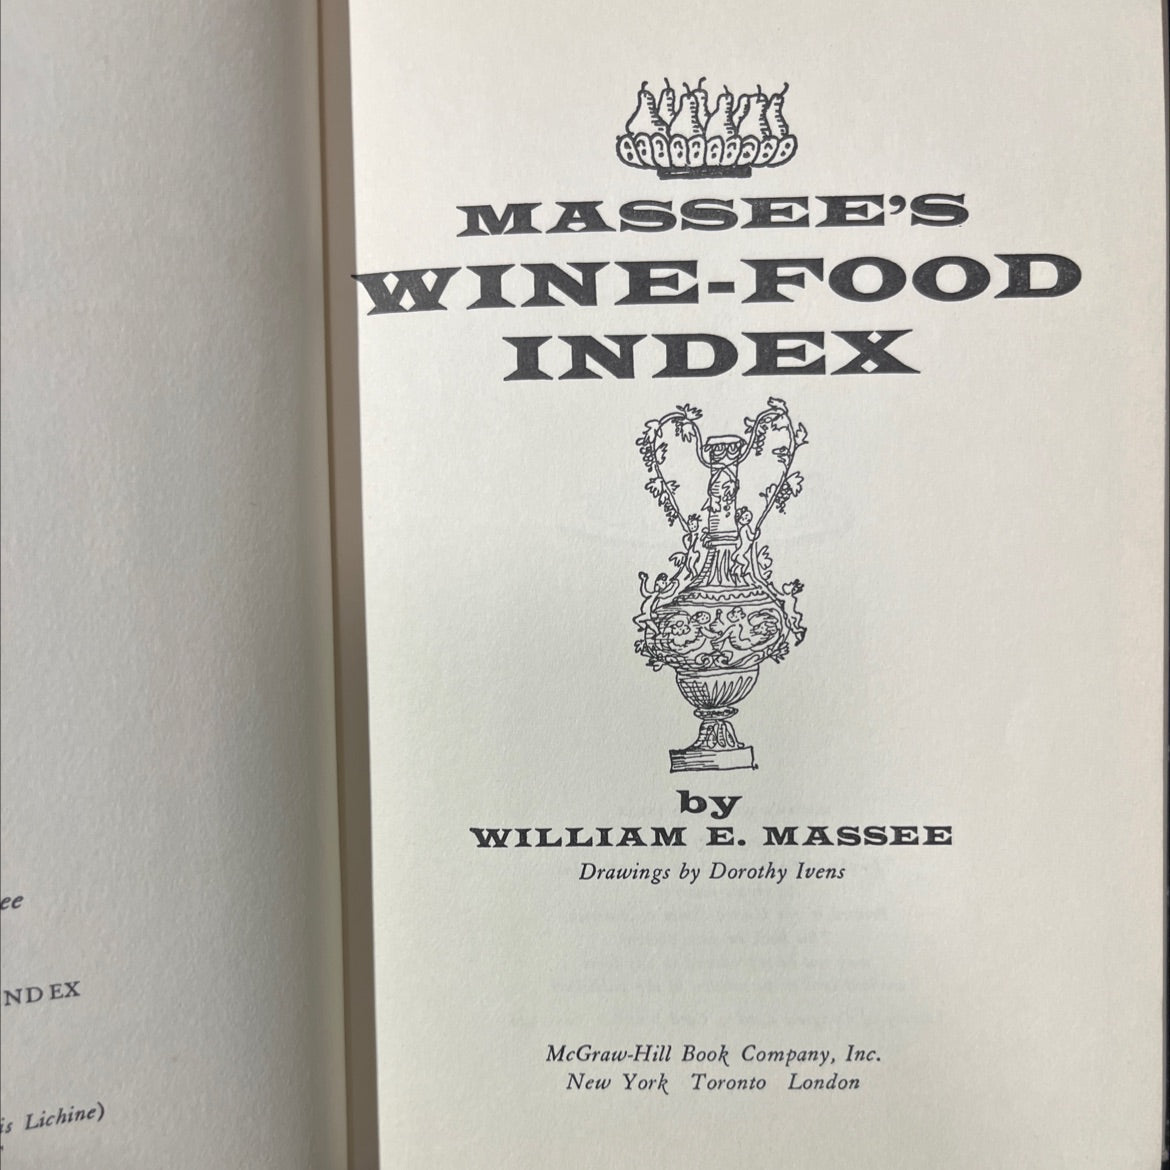 ee
NDEX
is Lichine)
MASSEE'S
WINE-FOOD
INDEX
by
WILLIAM E. MASSEE
Drawings by Dorothy Ivens
McGraw-Hill Book Company, Inc.
New York Toronto London